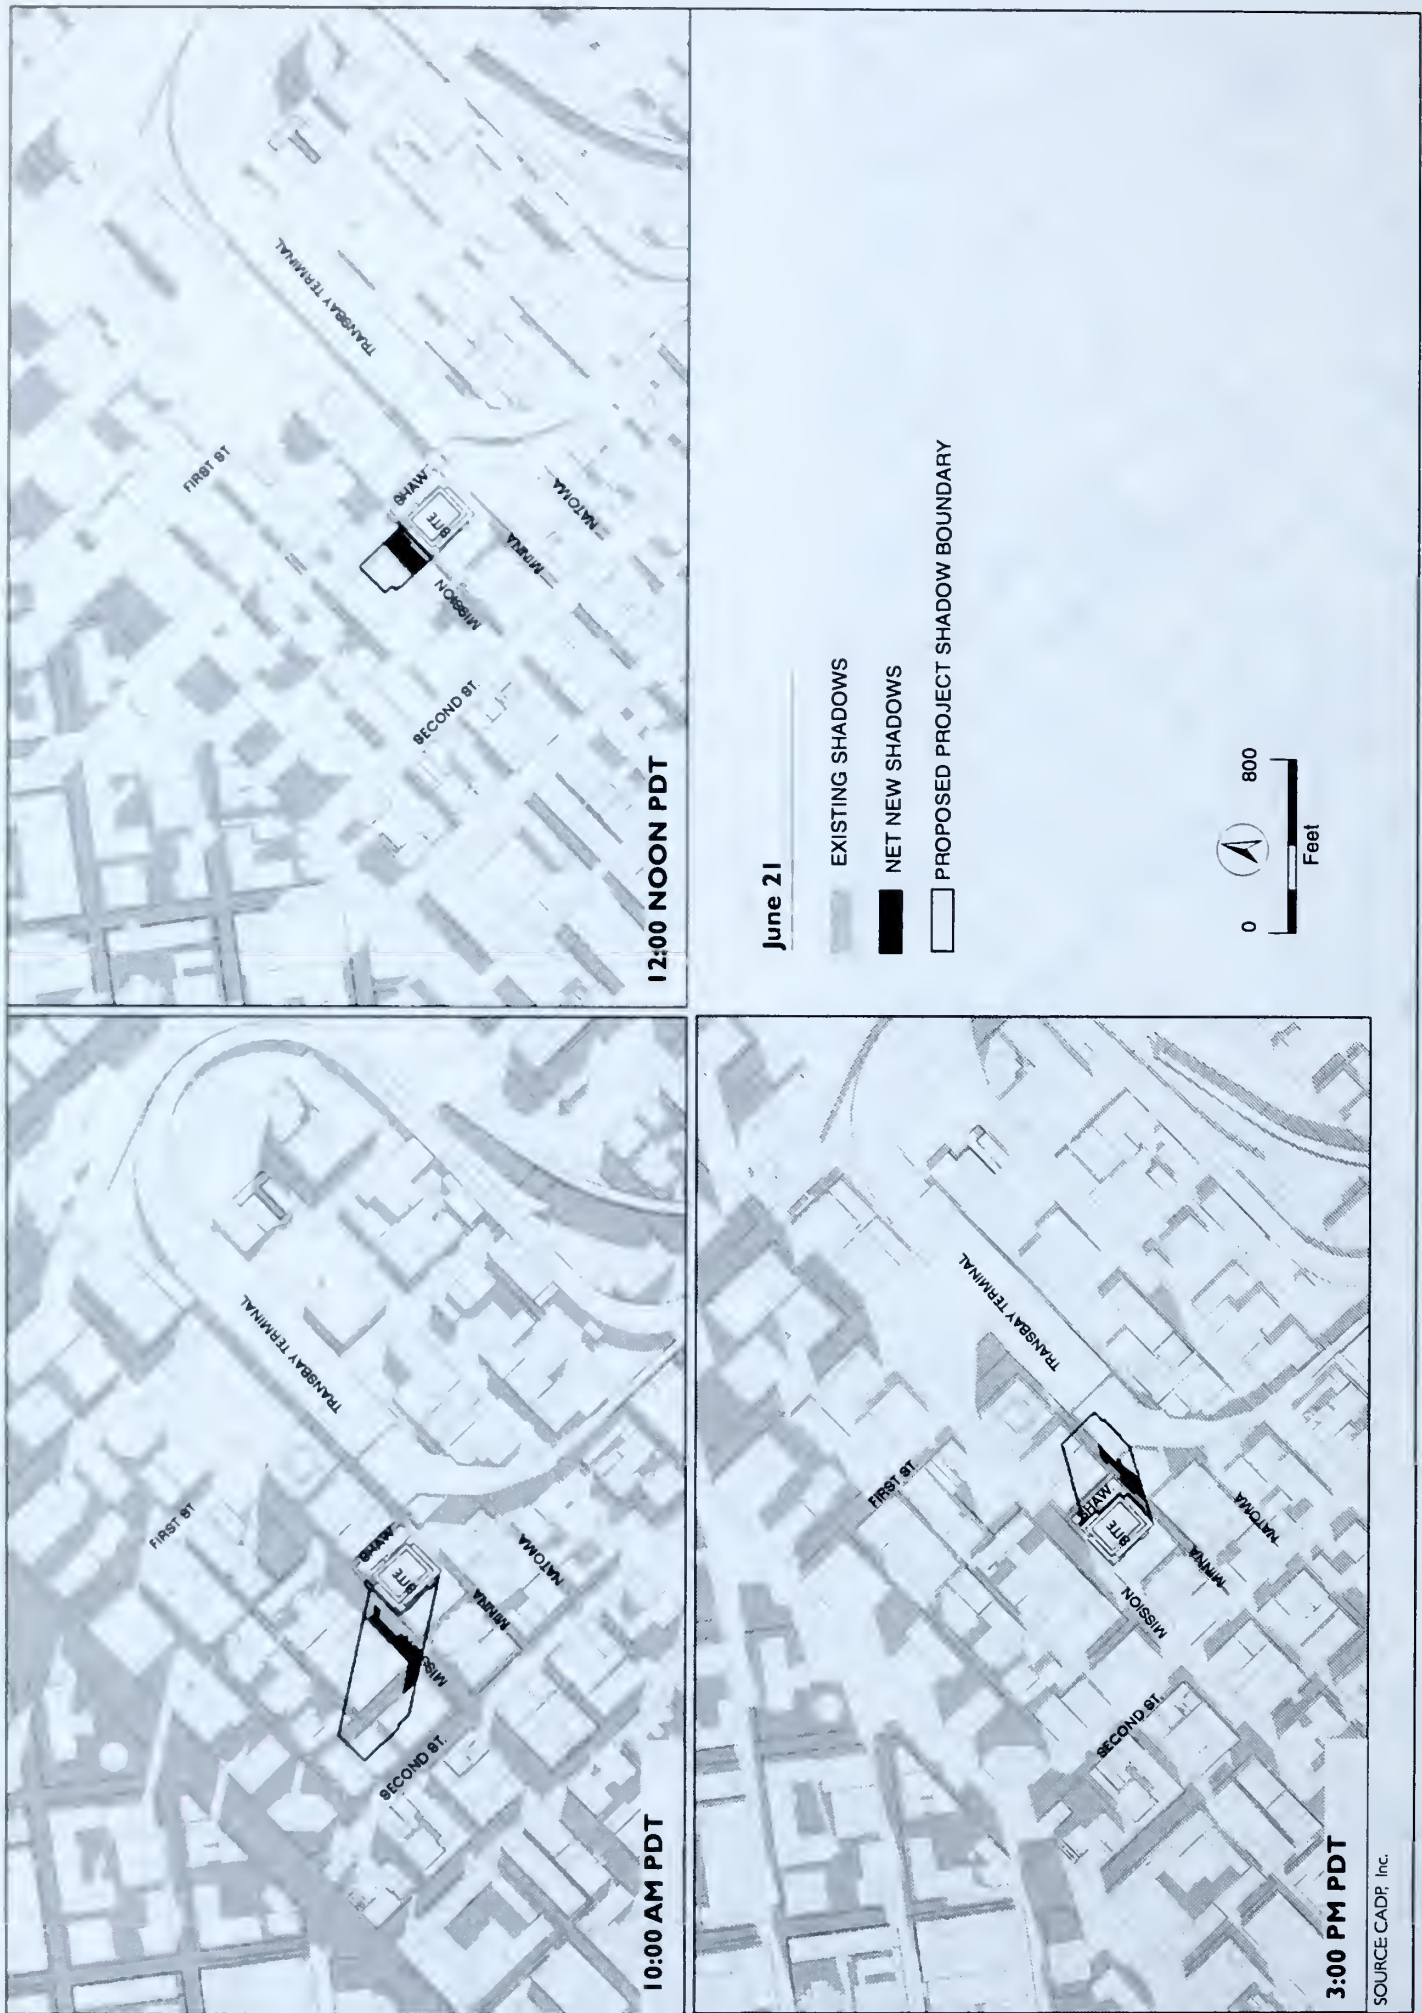 TRANSBAY TERMINAL
FIRST ST
SHAW
SITE
MISSION
MINNA
NATOMA
SECOND ST.
10:00 AM PDT
TRANSBAY TERMINAL
FIRST ST
SHAW
SITE
MISSION
MINNA
NATOMA
SECOND ST.
12:00 NOON PDT
TRANSBAY TERMINAL
FIRST ST.
SHAW
SITE
MISSION
MINNA
NATOMA
SECOND ST.
3:00 PM PDT
June 21
EXISTING SHADOWS
NET NEW SHADOWS
PROPOSED PROJECT SHADOW BOUNDARY
0 800
Feet
SOURCE: CADP, Inc.